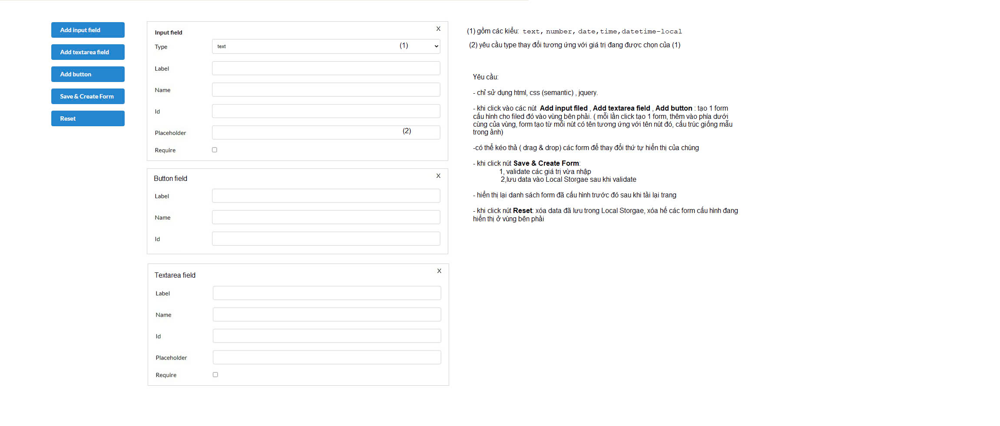 Add input field
Add textarea field
Add button
Save & Create Form
Reset
Input field
X
Type
text
(1)
Label
Name
Id
Placeholder
(2)
Require
Button field
X
Label
Name
Id
Textarea field
X
Label
Name
Id
Placeholder
Require
(1) gồm các kiểu: text, number, date,time,datetime-local
(2) yêu cầu type thay đổi tương ứng với giá trị đang được chọn của (1)
Yêu cầu:
- chỉ sử dụng html, css (semantic) , jquery.
- khi click vào các nút Add input filed , Add textarea field , Add button : tạo 1 form
cấu hình cho filed đó vào vùng bên phải. ( mỗi lần click tạo 1 form, thêm vào phía dưới
cùng của vùng, form tạo từ mỗi nút có tên tương ứng với tên nút đó, cấu trúc giống mẫu
trong ảnh)
-có thể kéo thả ( drag & drop) các form để thay đổi thứ tự hiển thị của chúng
- khi click nút Save & Create Form:
1, validate các giá trị vừa nhập
2,lưu data vào Local Storgae sau khi validate
- hiển thị lại danh sách form đã cấu hình trước đó sau khi tải lại trang
- khi click nút Reset: xóa data đã lưu trong Local Storgae, xóa hế các form cấu hình đang
hiển thị ở vùng bên phải